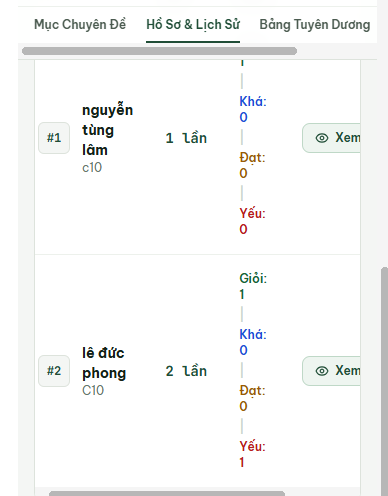 Mục Chuyên Đề Hồ Sơ & Lịch Sử Bảng Tuyên Dương
1
#1 nguyễn tùng lâm
c10
1 lần
Khá:
0
Đạt:
0
Yếu:
0
Xem
#2 lê đức phong
C10
2 lần
Giỏi:
1
Khá:
0
Đạt:
0
Yếu:
1
Xem